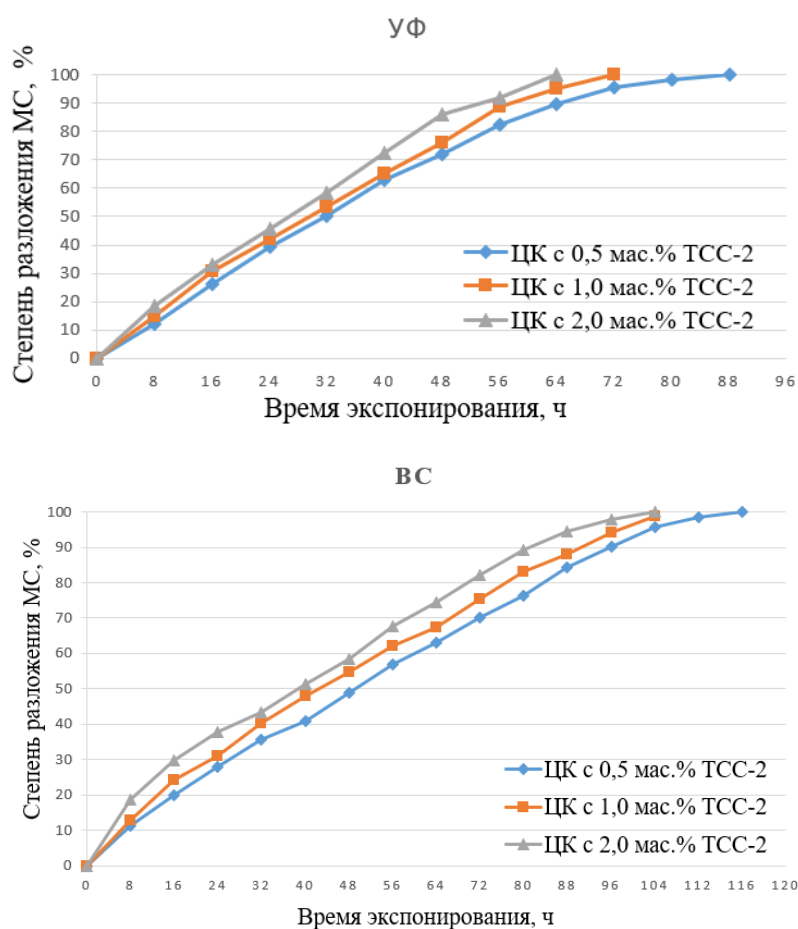 УФ
Степень разложения МС, %
100
90
80
70
60
50
40
30
20
10
0
0 8 16 24 32 40 48 56 64 72 80 88 96
ЦК с 0,5 мас.% ТСС-2
ЦК с 1,0 мас.% ТСС-2
ЦК с 2,0 мас.% ТСС-2
Время экспонирования, ч
ВС
Степень разложения МС, %
100
90
80
70
60
50
40
30
20
10
0
0 8 16 24 32 40 48 56 64 72 80 88 96 104 112 116 120
ЦК с 0,5 мас.% ТСС-2
ЦК с 1,0 мас.% ТСС-2
ЦК с 2,0 мас.% ТСС-2
Время экспонирования, ч